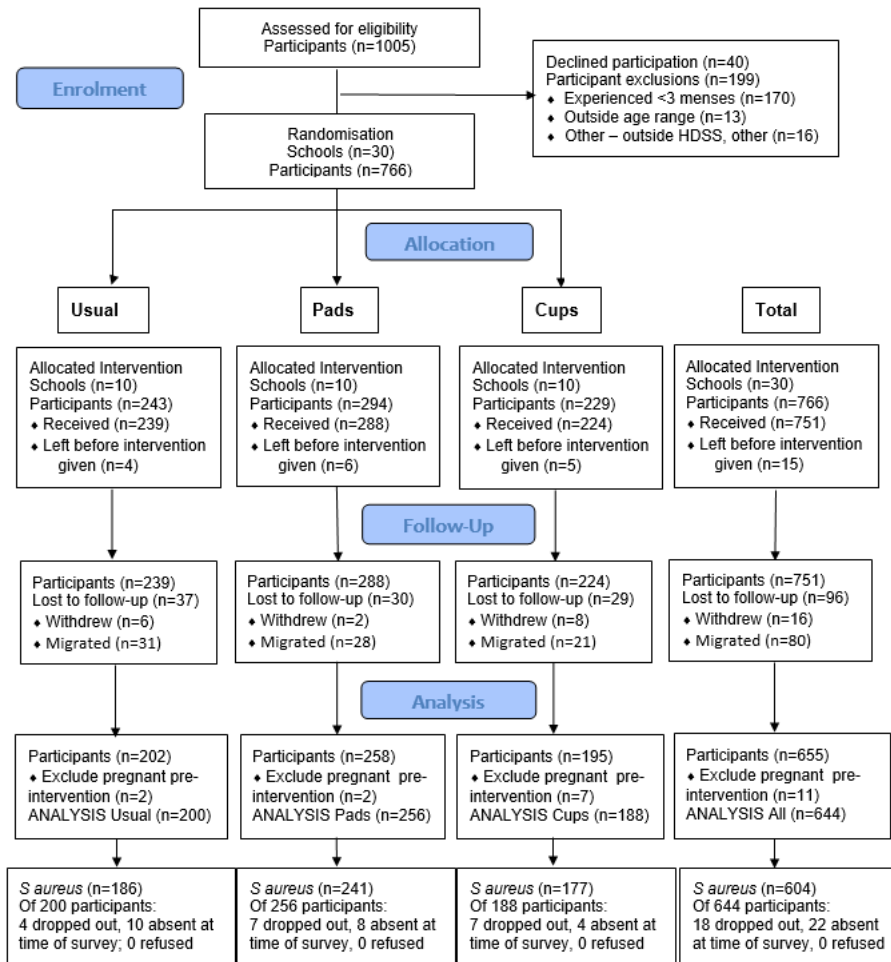 Assessed for eligibility
Participants (n=1005)
Enrolment
Declined participation (n=40)
Participant exclusions (n=199)
♦ Experienced <3 menses (n=170)
♦ Outside age range (n=13)
♦ Other – outside HDSS, other (n=16)
Randomisation
Schools (n=30)
Participants (n=766)
Allocation
Usual
Pads
Cups
Total
Allocated Intervention
Schools (n=10)
Participants (n=243)
♦ Received (n=239)
♦ Left before intervention
given (n=4)
Allocated Intervention
Schools (n=10)
Participants (n=294)
♦ Received (n=288)
♦ Left before intervention
given (n=6)
Allocated Intervention
Schools (n=10)
Participants (n=229)
♦ Received (n=224)
♦ Left before intervention
given (n=5)
Allocated Intervention
Schools (n=30)
Participants (n=766)
♦ Received (n=751)
♦ Left before intervention
given (n=15)
Follow-Up
Participants (n=239)
Lost to follow-up (n=37)
♦ Withdrew (n=6)
♦ Migrated (n=31)
Participants (n=288)
Lost to follow-up (n=30)
♦ Withdrew (n=2)
♦ Migrated (n=28)
Participants (n=224)
Lost to follow-up (n=29)
♦ Withdrew (n=8)
♦ Migrated (n=21)
Participants (n=751)
Lost to follow-up (n=96)
♦ Withdrew (n=16)
♦ Migrated (n=80)
Analysis
Participants (n=202)
♦ Exclude pregnant pre-
intervention (n=2)
ANALYSIS Usual (n=200)
Participants (n=258)
♦ Exclude pregnant pre-
intervention (n=2)
ANALYSIS Pads (n=256)
Participants (n=195)
♦ Exclude pregnant pre-
intervention (n=7)
ANALYSIS Cups (n=188)
Participants (n=655)
♦ Exclude pregnant pre-
intervention (n=11)
ANALYSIS All (n=644)
S aureus (n=186)
Of 200 participants:
4 dropped out, 10 absent at
time of survey; 0 refused
S aureus (n=241)
Of 256 participants:
7 dropped out, 8 absent at
time of survey, 0 refused
S aureus (n=177)
Of 188 participants:
7 dropped out, 4 absent at
time of survey, 0 refused
S aureus (n=604)
Of 644 participants:
18 dropped out, 22 absent
at time of survey, 0 refused